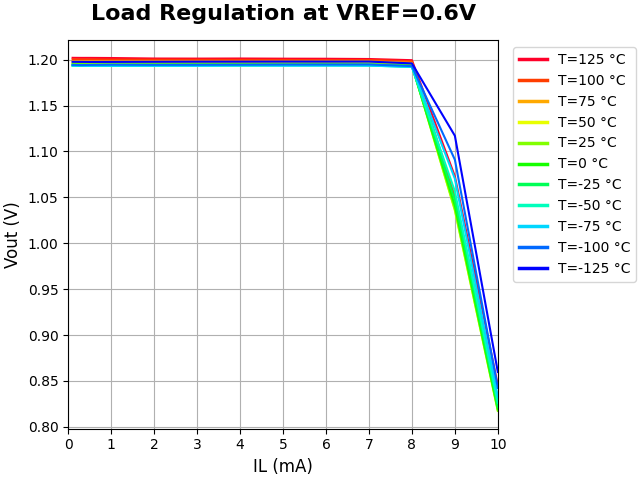 Load Regulation at VREF=0.6V
Vout (V)
1.20
1.15
1.10
1.05
1.00
0.95
0.90
0.85
0.80
0 1 2 3 4 5 6 7 8 9 10
IL (mA)
T=125 °C
T=100 °C
T=75 °C
T=50 °C
T=25 °C
T=0 °C
T=-25 °C
T=-50 °C
T=-75 °C
T=-100 °C
T=-125 °C